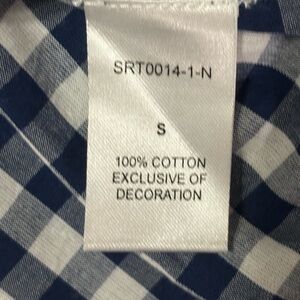 SRT0014-1-N
S
100% COTTON
EXCLUSIVE OF
DECORATION